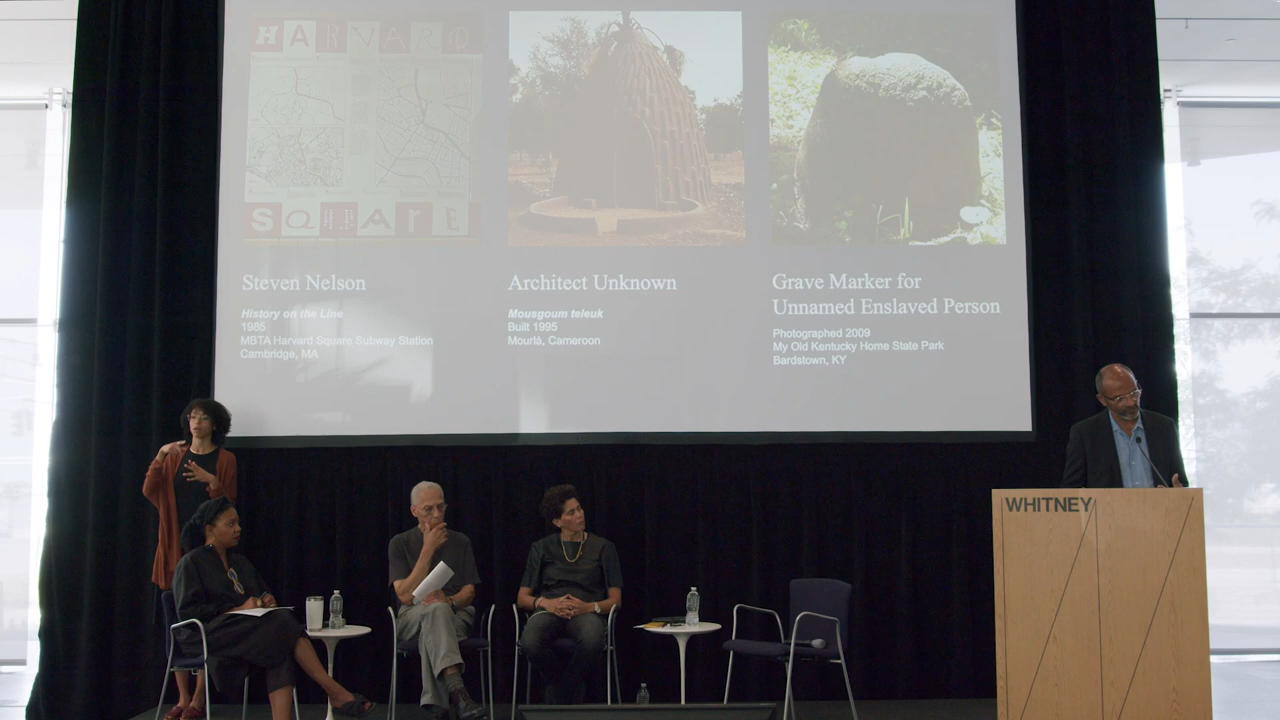 HARVARD
SQUARE
Steven Nelson
History on the Line
1985
MBTA Harvard Square Subway Station
Cambridge, MA
Architect Unknown
Mousgoum teleuk
Built 1995
Mourlà, Cameroon
Grave Marker for
Unnamed Enslaved Person
Photographed 2009
My Old Kentucky Home State Park
Bardstown, KY
WHITNEY